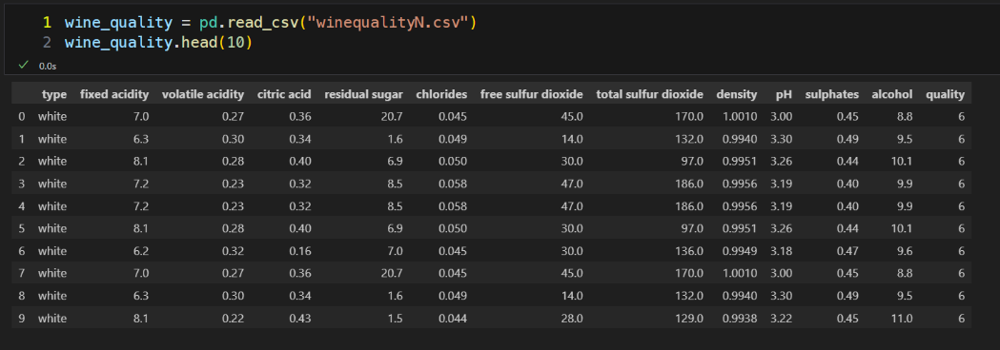 1 wine_quality = pd.read_csv("winequalityN.csv")
2 wine_quality.head(10)
0.0s
type fixed acidity volatile acidity citric acid residual sugar chlorides free sulfur dioxide total sulfur dioxide density pH sulphates alcohol quality
0 white 7.0 0.27 0.36 20.7 0.045 45.0 170.0 1.0010 3.00 0.45 8.8 6
1 white 6.3 0.30 0.34 1.6 0.049 14.0 132.0 0.9940 3.30 0.49 9.5 6
2 white 8.1 0.28 0.40 6.9 0.050 30.0 97.0 0.9951 3.26 0.44 10.1 6
3 white 7.2 0.23 0.32 8.5 0.058 47.0 186.0 0.9956 3.19 0.40 9.9 6
4 white 7.2 0.23 0.32 8.5 0.058 47.0 186.0 0.9956 3.19 0.40 9.9 6
5 white 8.1 0.28 0.40 6.9 0.050 30.0 97.0 0.9951 3.26 0.44 10.1 6
6 white 6.2 0.32 0.16 7.0 0.045 30.0 136.0 0.9949 3.18 0.47 9.6 6
7 white 7.0 0.27 0.36 20.7 0.045 45.0 170.0 1.0010 3.00 0.45 8.8 6
8 white 6.3 0.30 0.34 1.6 0.049 14.0 132.0 0.9940 3.30 0.49 9.5 6
9 white 8.1 0.22 0.43 1.5 0.044 28.0 129.0 0.9938 3.22 0.45 11.0 6